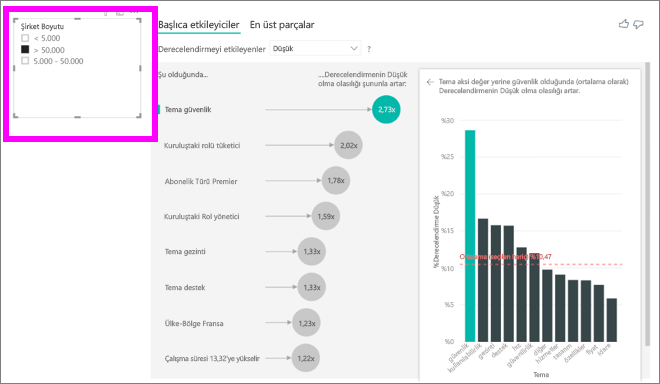 Şirket Boyutu
< 5.000
> 50.000
5.000 - 50.000
Başlıca etkileyiciler
En üst parçalar
Derecelendirmeyi etkileyenler
Düşük
?
Şu olduğunda...
...Derecelendirmenin Düşük
olma olasılığı şununla artar:
Tema güvenlik
2,73x
Kuruluştaki rolü tüketici
2,02x
Abonelik Türü Premier
1,78x
Kuruluştaki Rol yönetici
1,59x
Tema gezinti
1,33x
Tema destek
1,33x
Ülke-Bölge Fransa
1,23x
Çalışma süresi 13,32'ye yükselir
1,22x
Tema aksi değer yerine güvenlik olduğunda (ortalama olarak)
Derecelendirmenin Düşük olma olasılığı artar.
%Derecelendirme Düşük
%30
%25
%20
%15
%10
%5
%0
güvenlik
kullanılabilirlik
gezinti
destek
hız
güvenilirlik
diğer
hizmetler
tasarım
özellikler
fiyat
idare
Tema